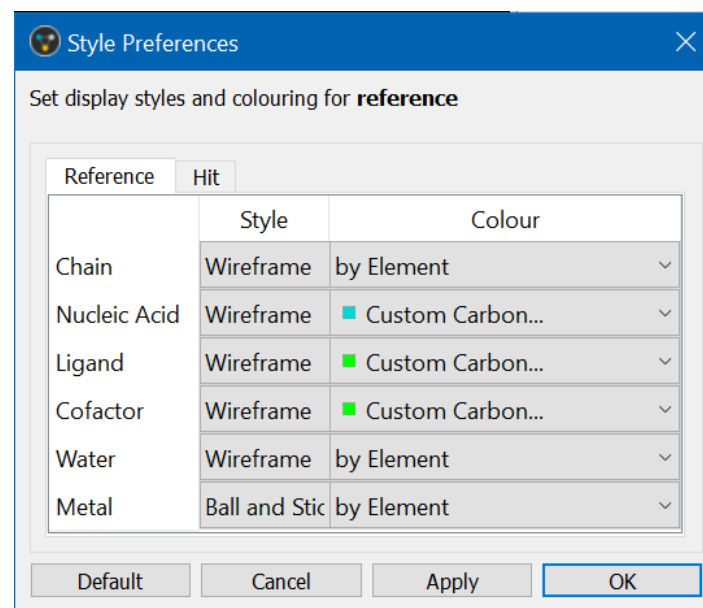 Style Preferences
Set display styles and colouring for reference
Reference Hit
Style Colour
Chain Wireframe by Element
Nucleic Acid Wireframe Custom Carbon...
Ligand Wireframe Custom Carbon...
Cofactor Wireframe Custom Carbon...
Water Wireframe by Element
Metal Ball and Stic by Element
Default Cancel Apply OK